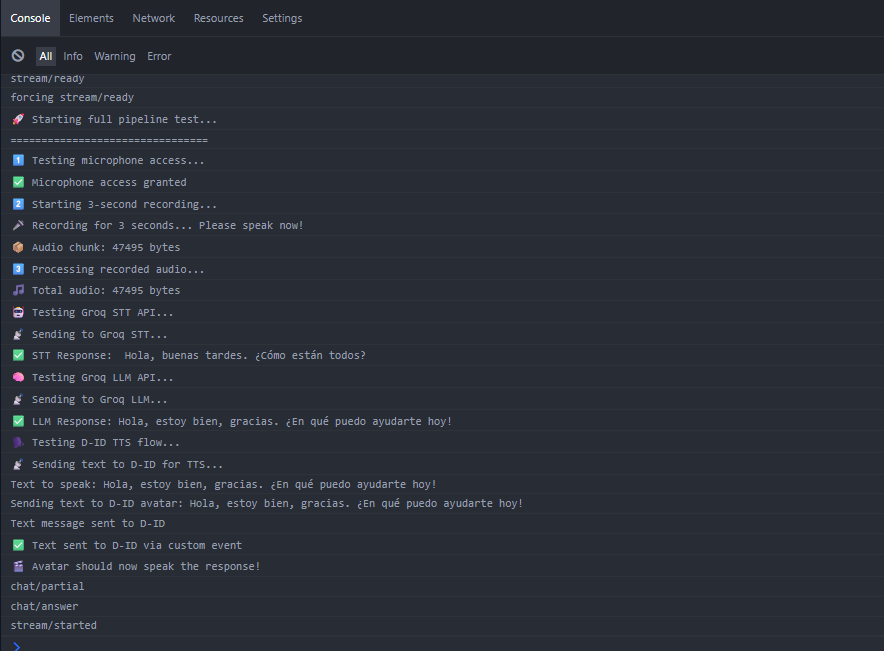 Console Elements Network Resources Settings
All Info Warning Error
stream/ready
forcing stream/ready
🚀 Starting full pipeline test...
================================
1️⃣ Testing microphone access...
✅ Microphone access granted
2️⃣ Starting 3-second recording...
🎤 Recording for 3 seconds... Please speak now!
📦 Audio chunk: 47495 bytes
3️⃣ Processing recorded audio...
🎵 Total audio: 47495 bytes
🤖 Testing Groq STT API...
📡 Sending to Groq STT...
✅ STT Response:  Hola, buenas tardes. ¿Cómo están todos?
🧠 Testing Groq LLM API...
📡 Sending to Groq LLM...
✅ LLM Response: Hola, estoy bien, gracias. ¿En qué puedo ayudarte hoy!
🗣 Testing D-ID TTS flow...
📡 Sending text to D-ID for TTS...
Text to speak: Hola, estoy bien, gracias. ¿En qué puedo ayudarte hoy!
Sending text to D-ID avatar: Hola, estoy bien, gracias. ¿En qué puedo ayudarte hoy!
Text message sent to D-ID
✅ Text sent to D-ID via custom event
🎬 Avatar should now speak the response!
chat/partial
chat/answer
stream/started